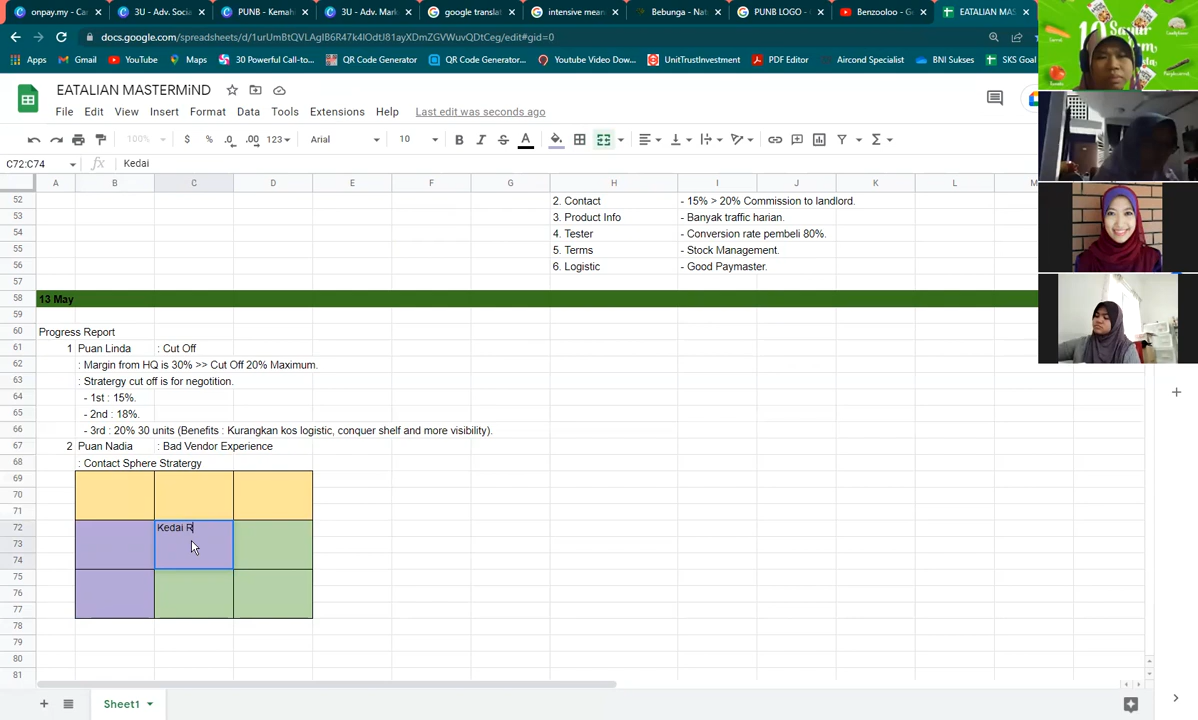 onpay.my - Ca
3U - Adv. Socia
PUNB - Kemah
3U - Adv. Mark
google translat
intensive mean
Bebunga - Nat
PUNB LOGO - G
Benzooloo - Ge
EATALIAN MAS
docs.google.com/spreadsheets/d/1urUmBtQVLAgIB6R47k4lOdtJ81ayXDmZGVWuvQDtCeg/edit#gid=0
Apps
Gmail
YouTube
Maps
30 Powerful Call-to...
QR Code Generator
QR Code Generator...
Youtube Video Dow...
UnitTrustInvestment
PDF Editor
Aircond Specialist
BNI Sukses
SKS Goal
EATALIAN MASTERMiND
File Edit View Insert Format Data Tools Extensions Help Last edit was seconds ago
100% $ % .0 .00 123 Arial 10 B I S A
C72:C74 fx Kedai
A B C D E F G H I J K L M
52 2. Contact - 15% > 20% Commission to landlord.
53 3. Product Info - Banyak traffic harian.
54 4. Tester - Conversion rate pembeli 80%.
55 5. Terms - Stock Management.
56 6. Logistic - Good Paymaster.
57
58 13 May
59
60 Progress Report
61 1 Puan Linda : Cut Off
62 : Margin from HQ is 30% >> Cut Off 20% Maximum.
63 : Stratergy cut off is for negotition.
64 - 1st : 15%.
65 - 2nd : 18%.
66 - 3rd : 20% 30 units (Benefits : Kurangkan kos logistic, conquer shelf and more visibility).
67 2 Puan Nadia : Bad Vendor Experience
68 : Contact Sphere Stratergy
69
70
71
72 Kedai R
73
74
75
76
77
78
79
80
81
Sheet1